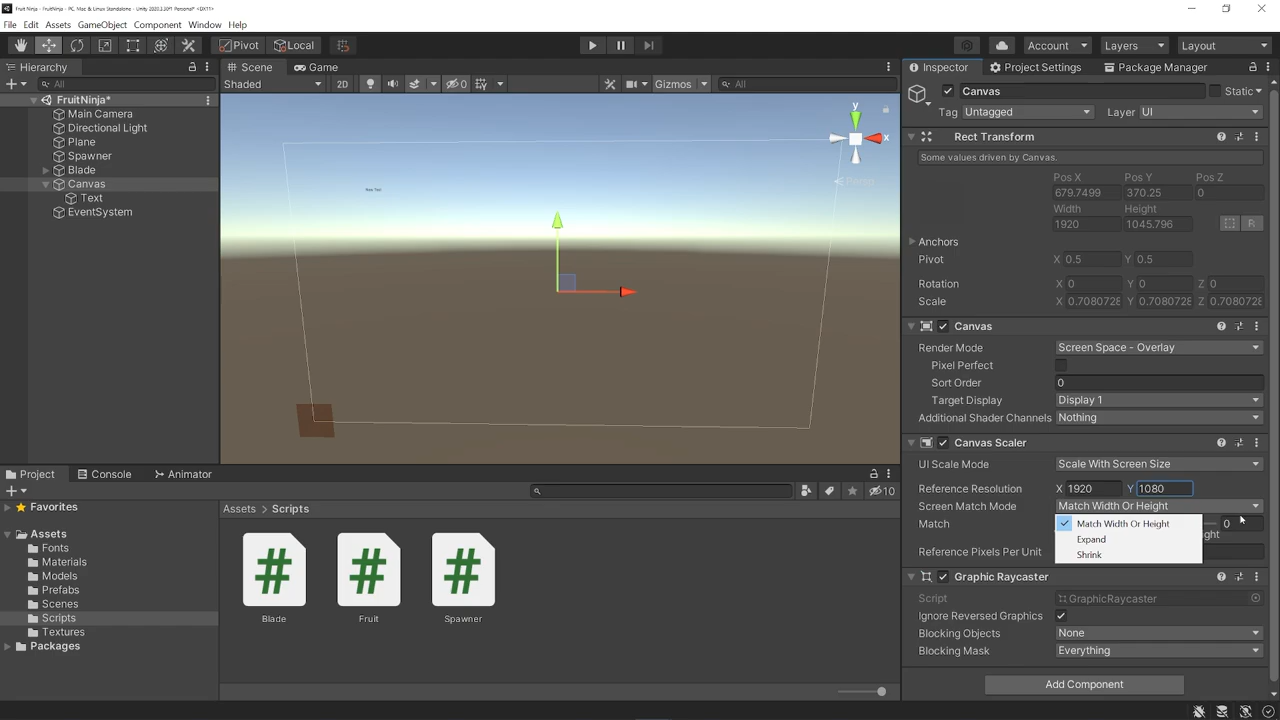 Fruit Ninja - FruitNinja - PC, Mac & Linux Standalone - Unity 2020.3.30f1 Personal* <DX11>
File Edit Assets GameObject Component Window Help
Pivot Local Account Layers Layout
Hierarchy Scene Game Inspector Project Settings Package Manager
All Shaded 2D 0 Gizmos All Canvas Static
FruitNinja*
Main Camera
Directional Light
Plane
Spawner
Blade
Canvas
Text
EventSystem
y
x
Persp
New Text
Tag Untagged Layer UI
Rect Transform
Some values driven by Canvas.
Pos X Pos Y Pos Z
679.7499 370.25 0
Width Height
1920 1045.796 R
Anchors
Pivot X 0.5 Y 0.5
Rotation X 0 Y 0 Z 0
Scale X 0.7080728 Y 0.7080728 Z 0.7080728
Canvas
Render Mode Screen Space - Overlay
Pixel Perfect
Sort Order 0
Target Display Display 1
Additional Shader Channels Nothing
Canvas Scaler
UI Scale Mode Scale With Screen Size
Reference Resolution X 1920 Y 1080
Screen Match Mode Match Width Or Height
Match 0
Match Width Or Height
Expand
Shrink
ght
Reference Pixels Per Unit
Graphic Raycaster
Script GraphicRaycaster
Ignore Reversed Graphics
Blocking Objects None
Blocking Mask Everything
Add Component
Project Console Animator
10
Favorites
Assets
Fonts
Materials
Models
Prefabs
Scenes
Scripts
Textures
Packages
Assets > Scripts
# # #
Blade Fruit Spawner